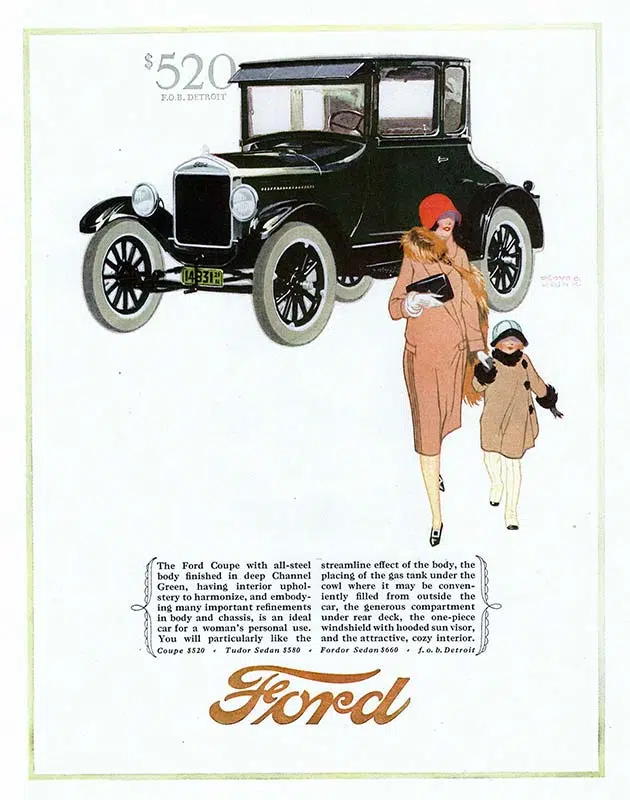 $520
F.O.B. DETROIT
Ford
14931
The Ford Coupe with all-steel
body finished in deep Channel
Green, having interior uphol-
stery to harmonize, and embody-
ing many important refinements
in body and chassis, is an ideal
car for a woman's personal use.
You will particularly like the
streamline effect of the body, the
placing of the gas tank under the
cowl where it may be conven-
iently filled from outside the
car, the generous compartment
under rear deck, the one-piece
windshield with hooded sun visor,
and the attractive, cozy interior.
Coupe $520 · Tudor Sedan $580 · Fordor Sedan $660 · f.o.b. Detroit
Ford